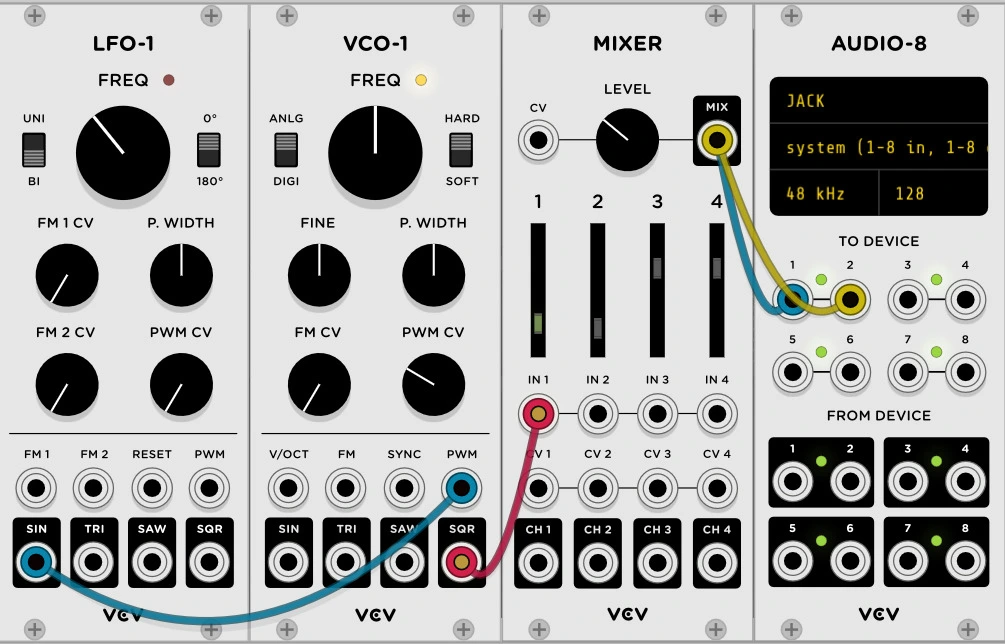 LFO-1
FREQ
UNI
BI
0°
180°
FM 1 CV
P. WIDTH
FM 2 CV
PWM CV
FM 1
FM 2
RESET
PWM
SIN
TRI
SAW
SQR
VCV
VCO-1
FREQ
ANLG
DIGI
HARD
SOFT
FINE
P. WIDTH
FM CV
PWM CV
V/OCT
FM
SYNC
PWM
SIN
TRI
SAW
SQR
VCV
MIXER
LEVEL
CV
MIX
1
2
3
4
IN 1
IN 2
IN 3
IN 4
CV 1
CV 2
CV 3
CV 4
CH 1
CH 2
CH 3
CH 4
VCV
AUDIO-8
JACK
system (1-8 in, 1-8
48 kHz
128
TO DEVICE
1
2
3
4
5
6
7
8
FROM DEVICE
1
2
3
4
5
6
7
8
VCV